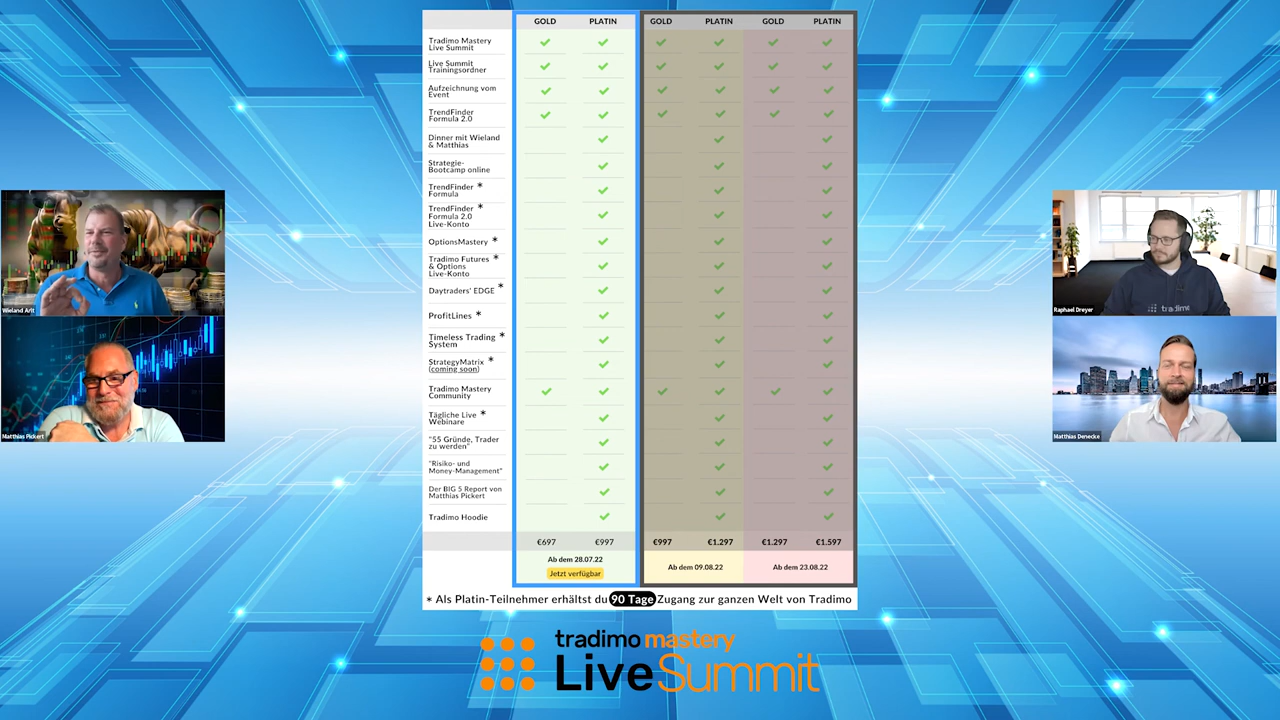 GOLD PLATIN GOLD PLATIN GOLD PLATIN
Tradimo Mastery
Live Summit
Live Summit
Trainingsordner
Aufzeichnung vom
Event
TrendFinder
Formula 2.0
Dinner mit Wieland
& Matthias
Strategie-
Bootcamp online
TrendFinder *
Formula
TrendFinder *
Formula 2.0
Live-Konto
OptionsMastery *
Tradimo Futures *
& Options
Live-Konto
Daytraders' EDGE *
ProfitLines *
Timeless Trading *
System
StrategyMatrix *
(coming soon)
Tradimo Mastery
Community
Tägliche Live *
Webinare
"55 Gründe, Trader
zu werden"
"Risiko- und
Money-Management"
Der BIG 5 Report von
Matthias Pickert
Tradimo Hoodie
€697 €997 €997 €1.297 €1.297 €1.597
Ab dem 28.07.22
Jetzt verfügbar
Ab dem 09.08.22
Ab dem 23.08.22
* Als Platin-Teilnehmer erhältst du 90 Tage Zugang zur ganzen Welt von Tradimo
Wieland Arlt
Matthias Pickert
tradimo
Raphael Dreyer
Matthias Denecke
tradimo mastery
Live Summit